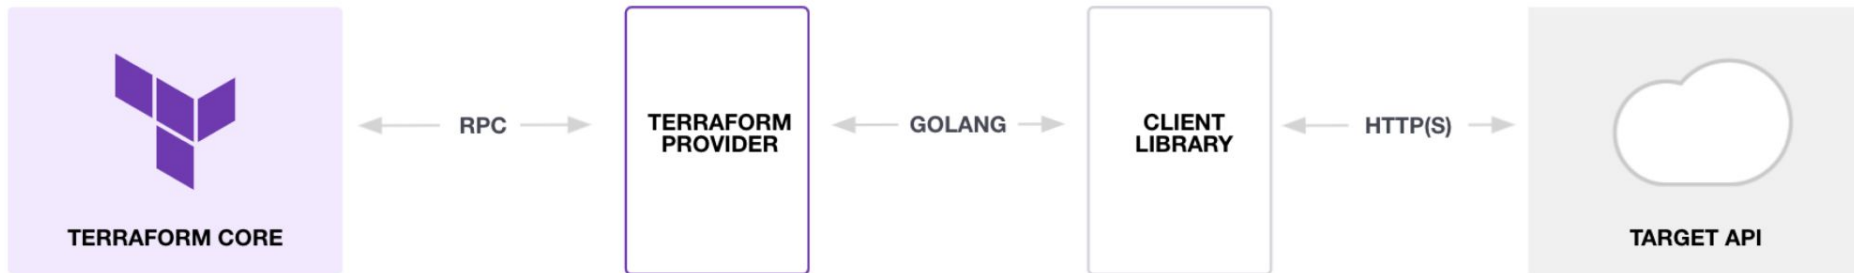 TERRAFORM CORE
RPC
TERRAFORM
PROVIDER
GOLANG
CLIENT
LIBRARY
HTTP(S)
TARGET API